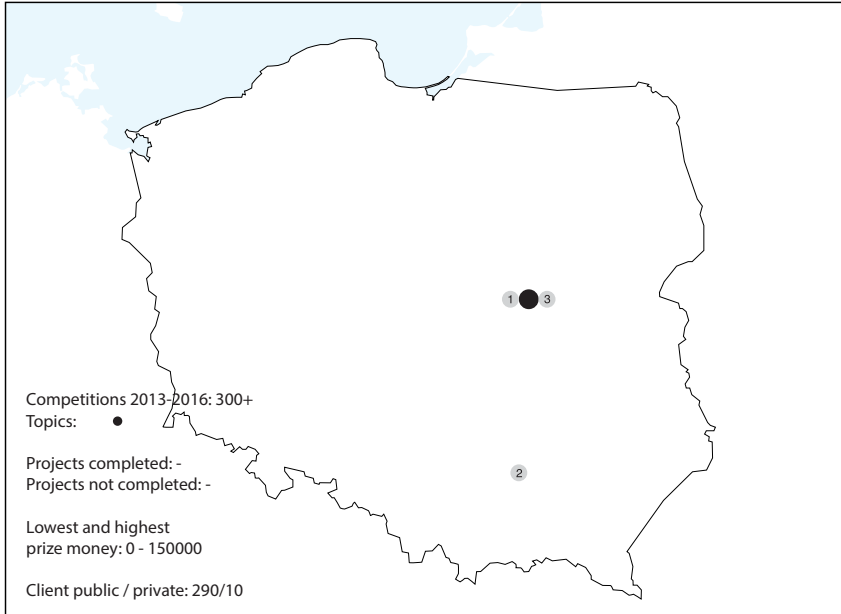 1
3
Competitions 2013-2016: 300+
Topics:
2
Projects completed: -
Projects not completed: -
Lowest and highest
prize money: 0 - 150000
Client public / private: 290/10